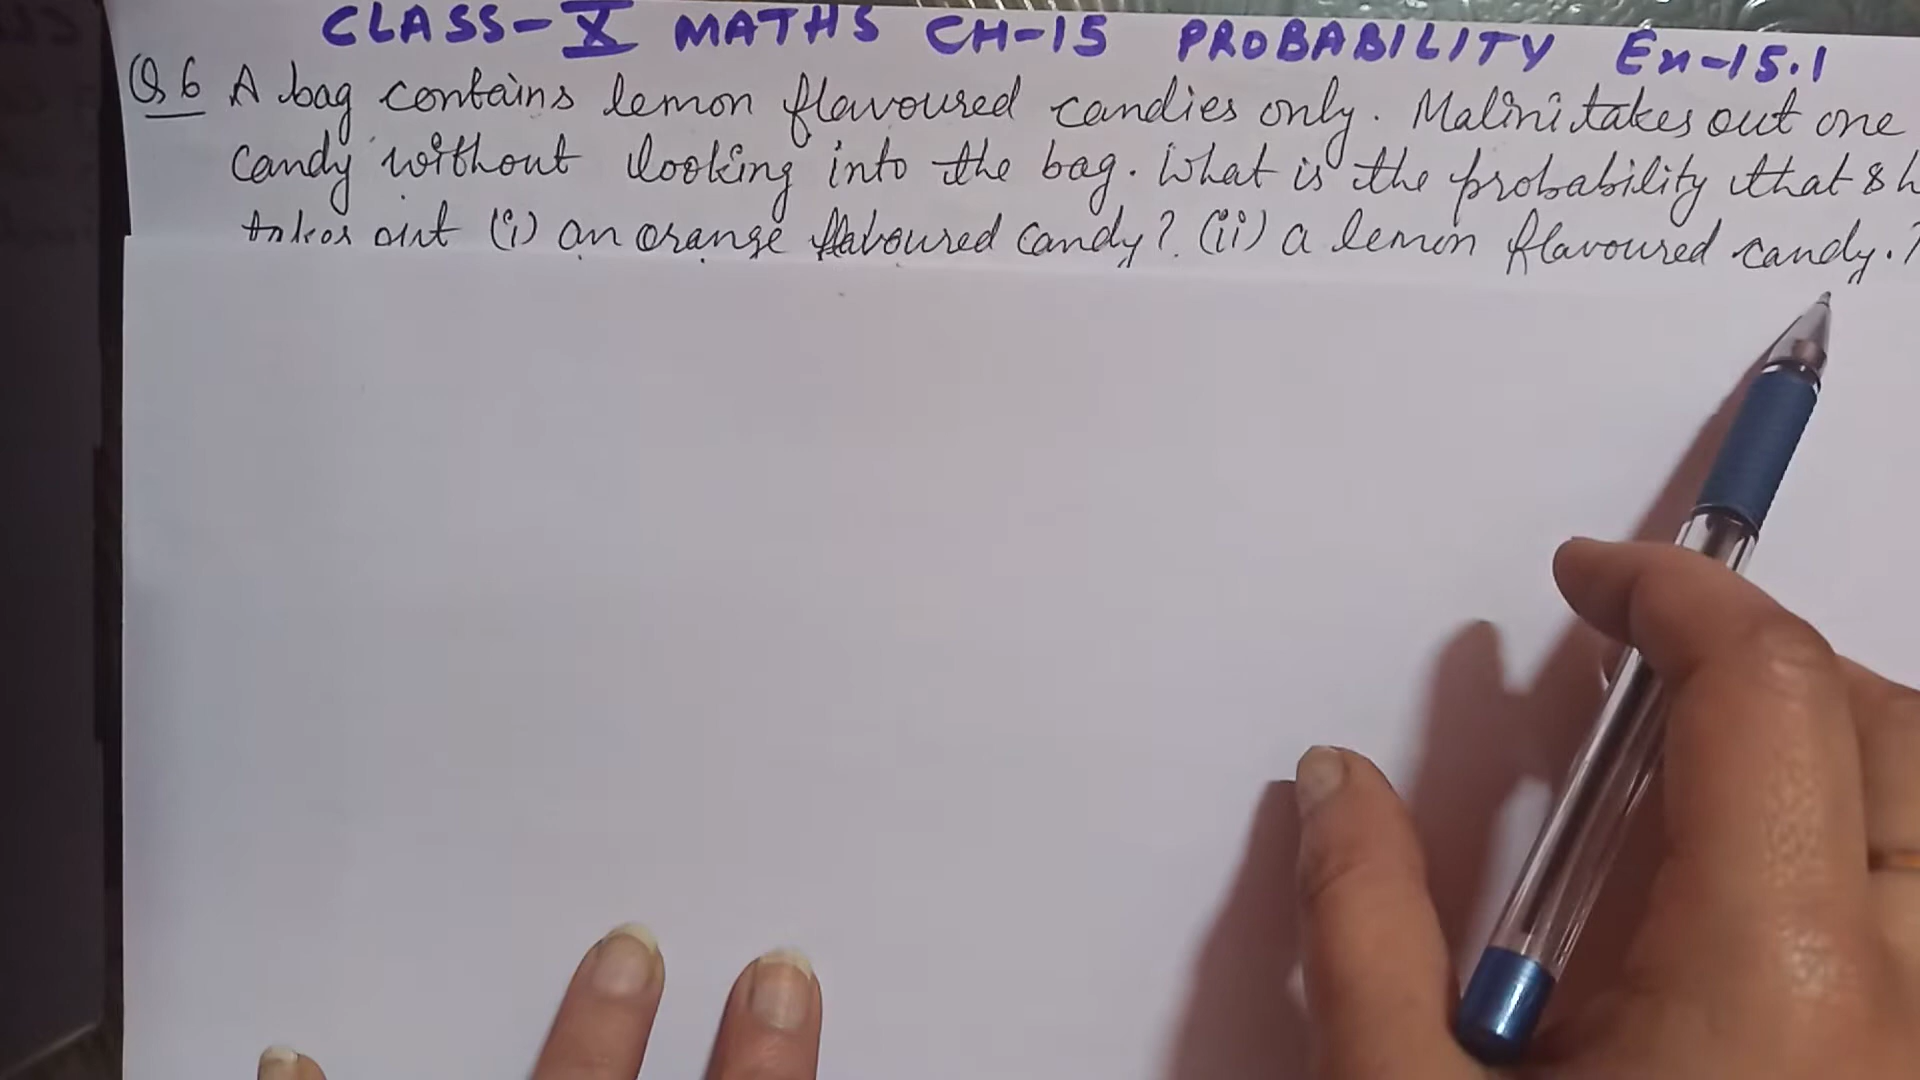 CLASS-X MATHS CH-15 PROBABILITY Ex-15.1
Q6 A bag contains lemon flavoured candies only. Malini takes out one
candy without looking into the bag. What is the probability that sh
takes out (i) an orange flavoured candy? (ii) a lemon flavoured candy.?